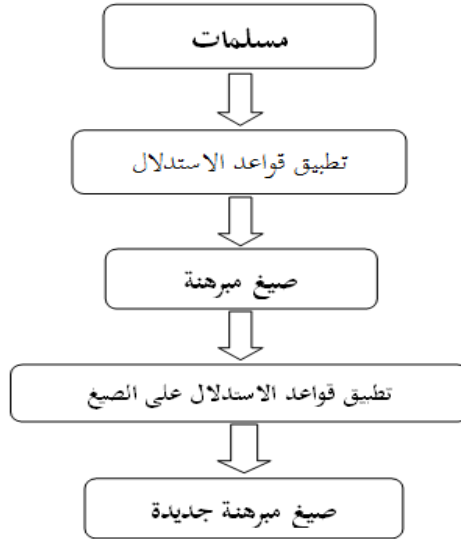 مسلمات
تطبيق قواعد الاستدلال
صيغ مبرهنة
تطبيق قواعد الاستدلال على الصيغ
صيغ مبرهنة جديدة